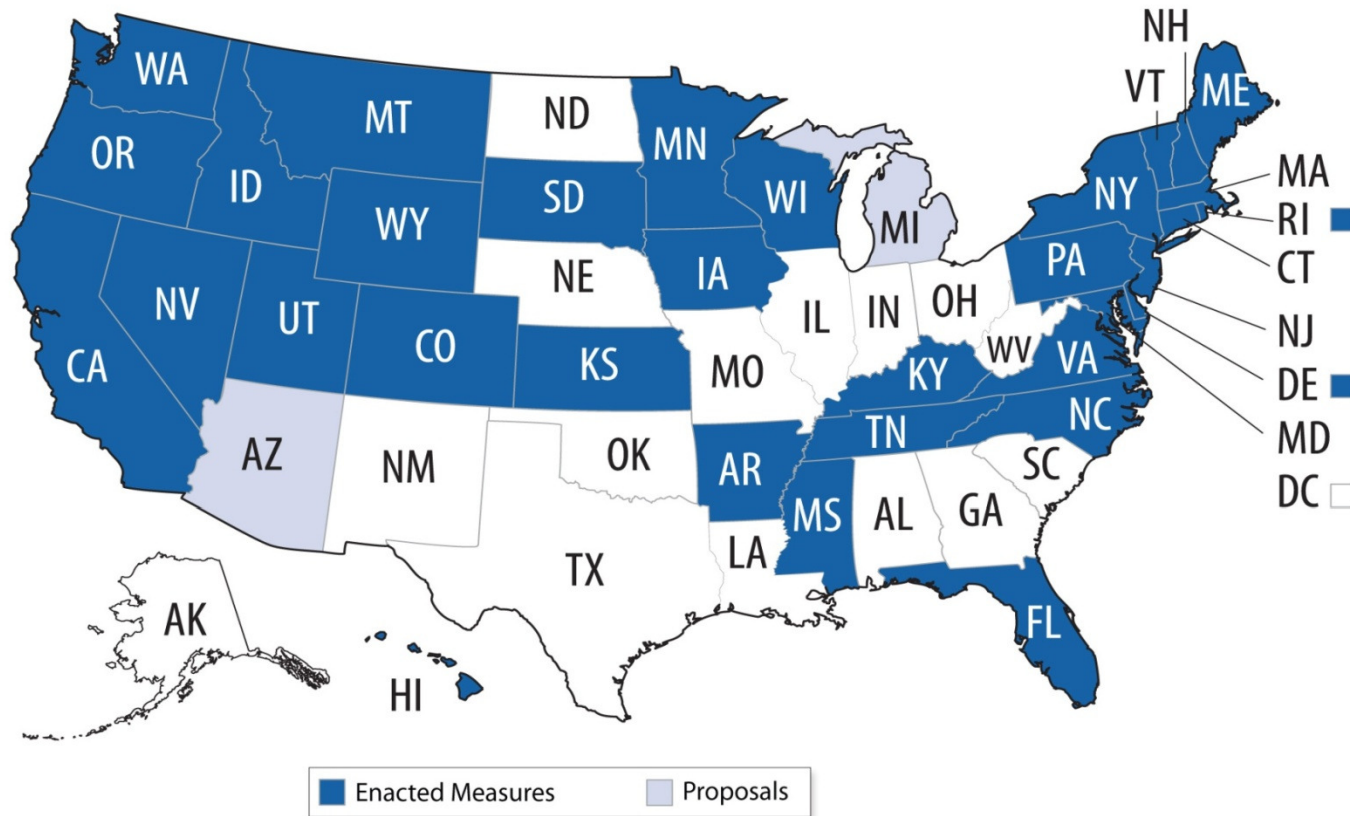 NH
VT
ME
WA
MT
ND
MN
OR
ID
SD
WI
NY
MA
RI
WY
MI
CT
PA
IA
NE
NV
UT
CO
IL
IN
OH
NJ
CA
KS
MO
WV
VA
KY
DE
NC
TN
MD
AZ
NM
OK
AR
SC
DC
MS
AL
GA
LA
TX
AK
FL
HI
Enacted Measures
Proposals